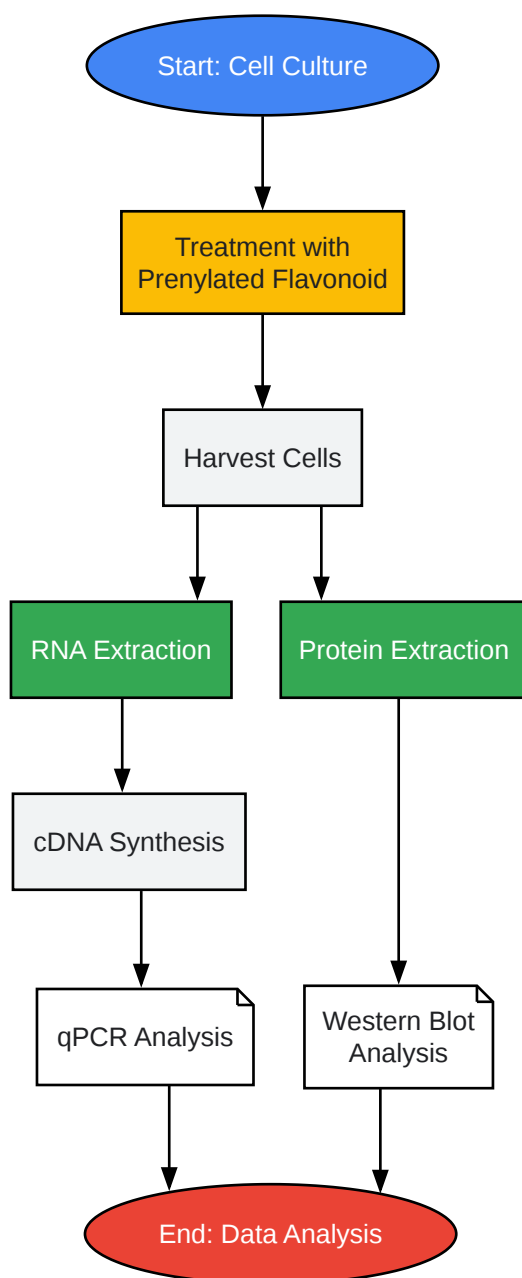 Start: Cell Culture
Treatment with
Prenylated Flavonoid
Harvest Cells
RNA Extraction
Protein Extraction
cDNA Synthesis
qPCR Analysis
Western Blot
Analysis
End: Data Analysis